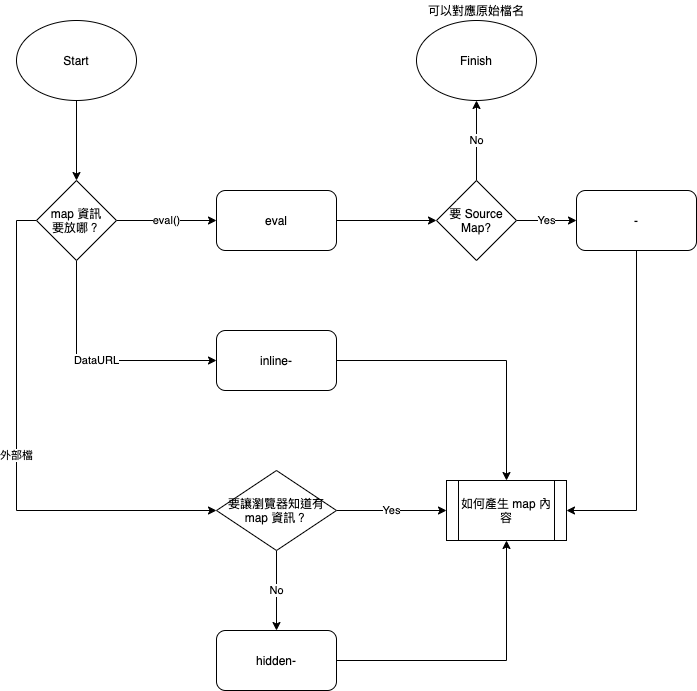 可以對應原始檔名
Start
Finish
No
map 資訊
要放哪？
eval()
eval
要 Source
Map?
Yes
-
DataURL
inline-
外部檔
要讓瀏覽器知道有
map 資訊？
Yes
如何產生 map 內
容
No
hidden-